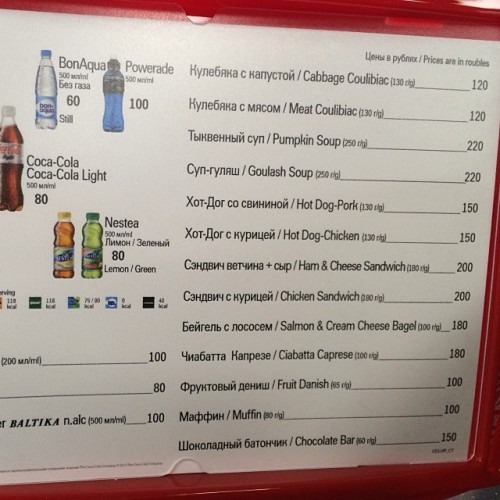 Цены в рублях / Prices are in roubles
BonAqua
500 мл/ml
Без газа
60
Still
Powerade
500 мл/ml
100
Coca-Cola
Coca-Cola Light
500 мл/ml
80
Nestea
500 мл/ml
Лимон / Зеленый
80
Lemon / Green
(200 мл/ml) 100
80
BALTIKA n.alc (500 мл/ml) 100
Кулебяка с капустой / Cabbage Coulibiac (130 г/g) 120
Кулебяка с мясом / Meat Coulibiac (130 г/g) 120
Тыквенный суп / Pumpkin Soup (250 г/g) 220
Суп-гуляш / Goulash Soup (250 г/g) 220
Хот-Дог со свининой / Hot Dog-Pork (130 г/g) 150
Хот-Дог с курицей / Hot Dog-Chicken (130 г/g) 150
Сэндвич ветчина + сыр / Ham & Cheese Sandwich (180 г/g) 200
Сэндвич с курицей / Chicken Sandwich (180 г/g) 200
Бейгель с лососем / Salmon & Cream Cheese Bagel (100 г/g) 180
Чиабатта Капрезе / Ciabatta Caprese (100 г/g) 180
Фруктовый дениш / Fruit Danish (65 г/g) 100
Маффин / Muffin (80 г/g) 100
Шоколадный батончик / Chocolate Bar (60 г/g) 150